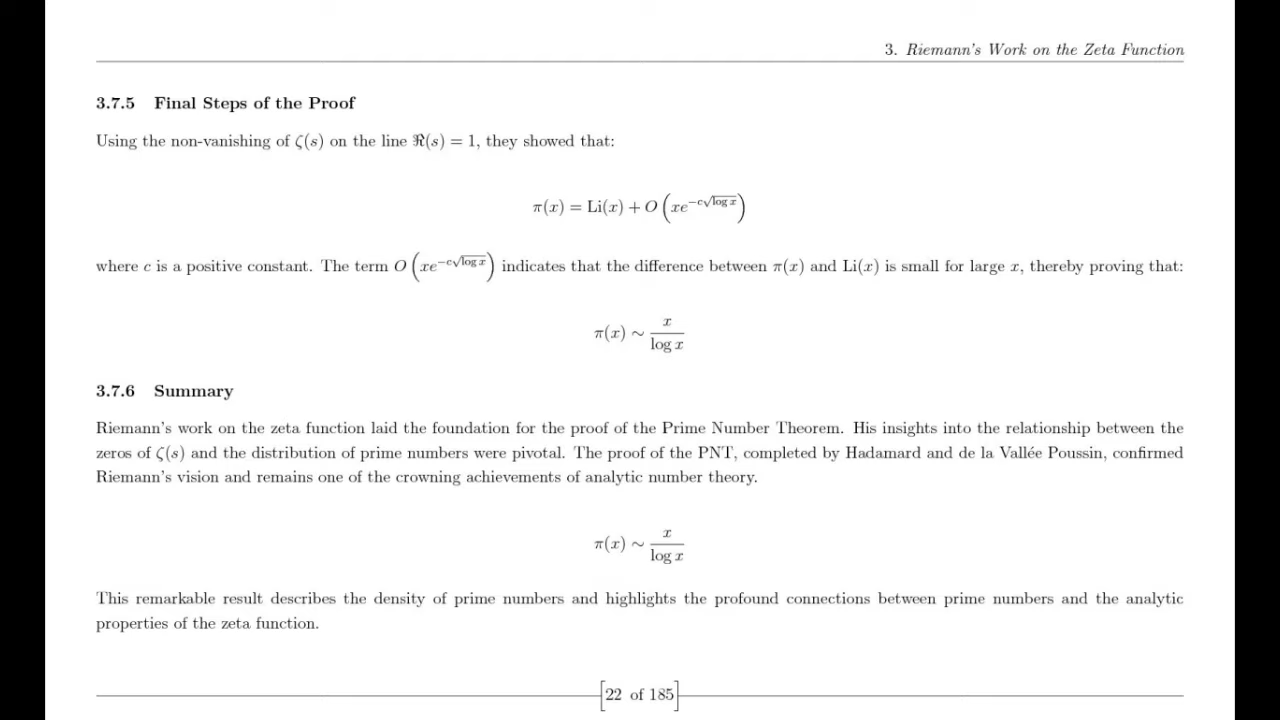 3. Riemann's Work on the Zeta Function
3.7.5 Final Steps of the Proof
Using the non-vanishing of ζ(s) on the line ℜ(s) = 1, they showed that:
π(x) = Li(x) + O(xe^{-c√log x})
where c is a positive constant. The term O(xe^{-c√log x}) indicates that the difference between π(x) and Li(x) is small for large x, thereby proving that:
π(x) ∼ x / log x
3.7.6 Summary
Riemann's work on the zeta function laid the foundation for the proof of the Prime Number Theorem. His insights into the relationship between the
zeros of ζ(s) and the distribution of prime numbers were pivotal. The proof of the PNT, completed by Hadamard and de la Vallée Poussin, confirmed
Riemann's vision and remains one of the crowning achievements of analytic number theory.
π(x) ∼ x / log x
This remarkable result describes the density of prime numbers and highlights the profound connections between prime numbers and the analytic
properties of the zeta function.
[22 of 185]